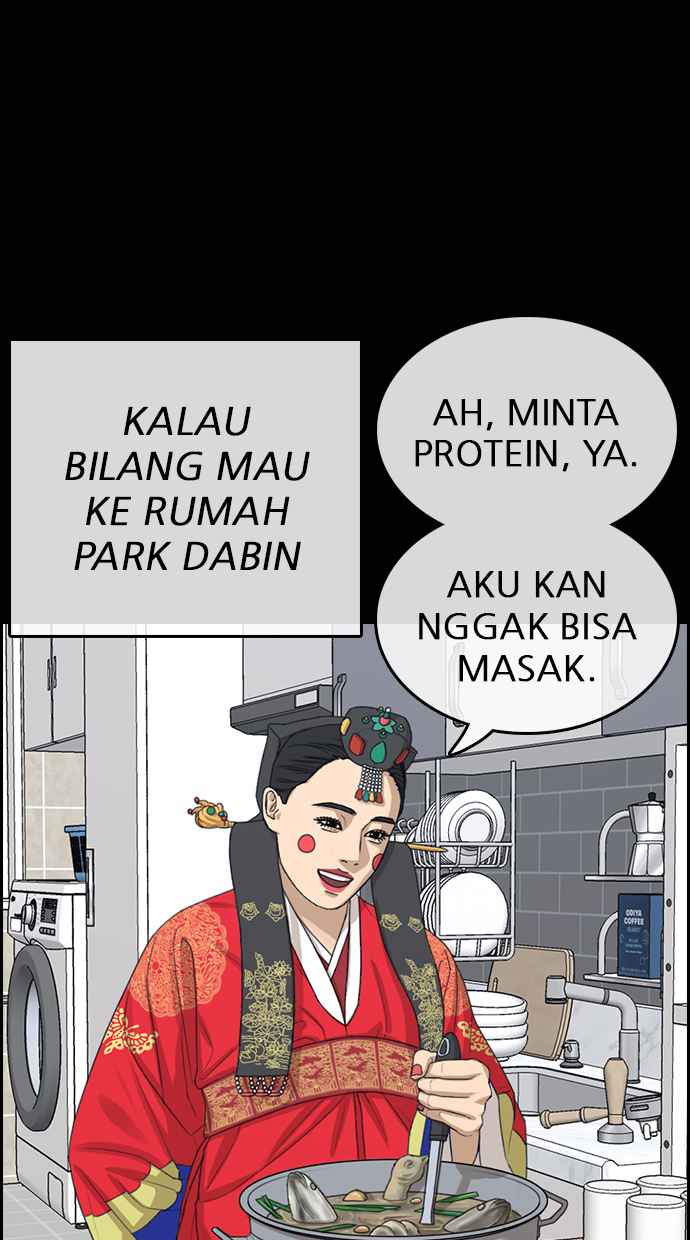 KALAU
BILANG MAU
KE RUMAH
PARK DABIN
AH, MINTA
PROTEIN, YA.
AKU KAN
NGGAK BISA
MASAK.
ODIYA
COFFEE